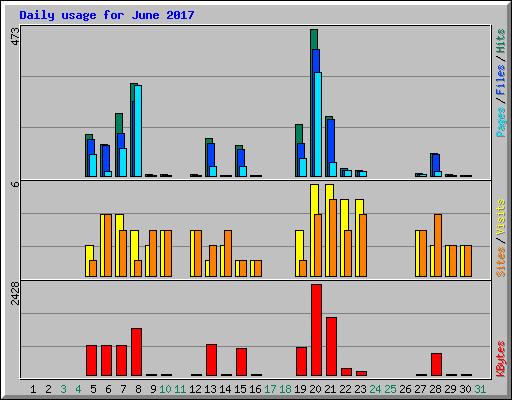 Daily usage for June 2017
473
Pages / Files / Hits
6
Sites / Visits
2428
KBytes
1 2 3 4 5 6 7 8 9 10 11 12 13 14 15 16 17 18 19 20 21 22 23 24 25 26 27 28 29 30 31